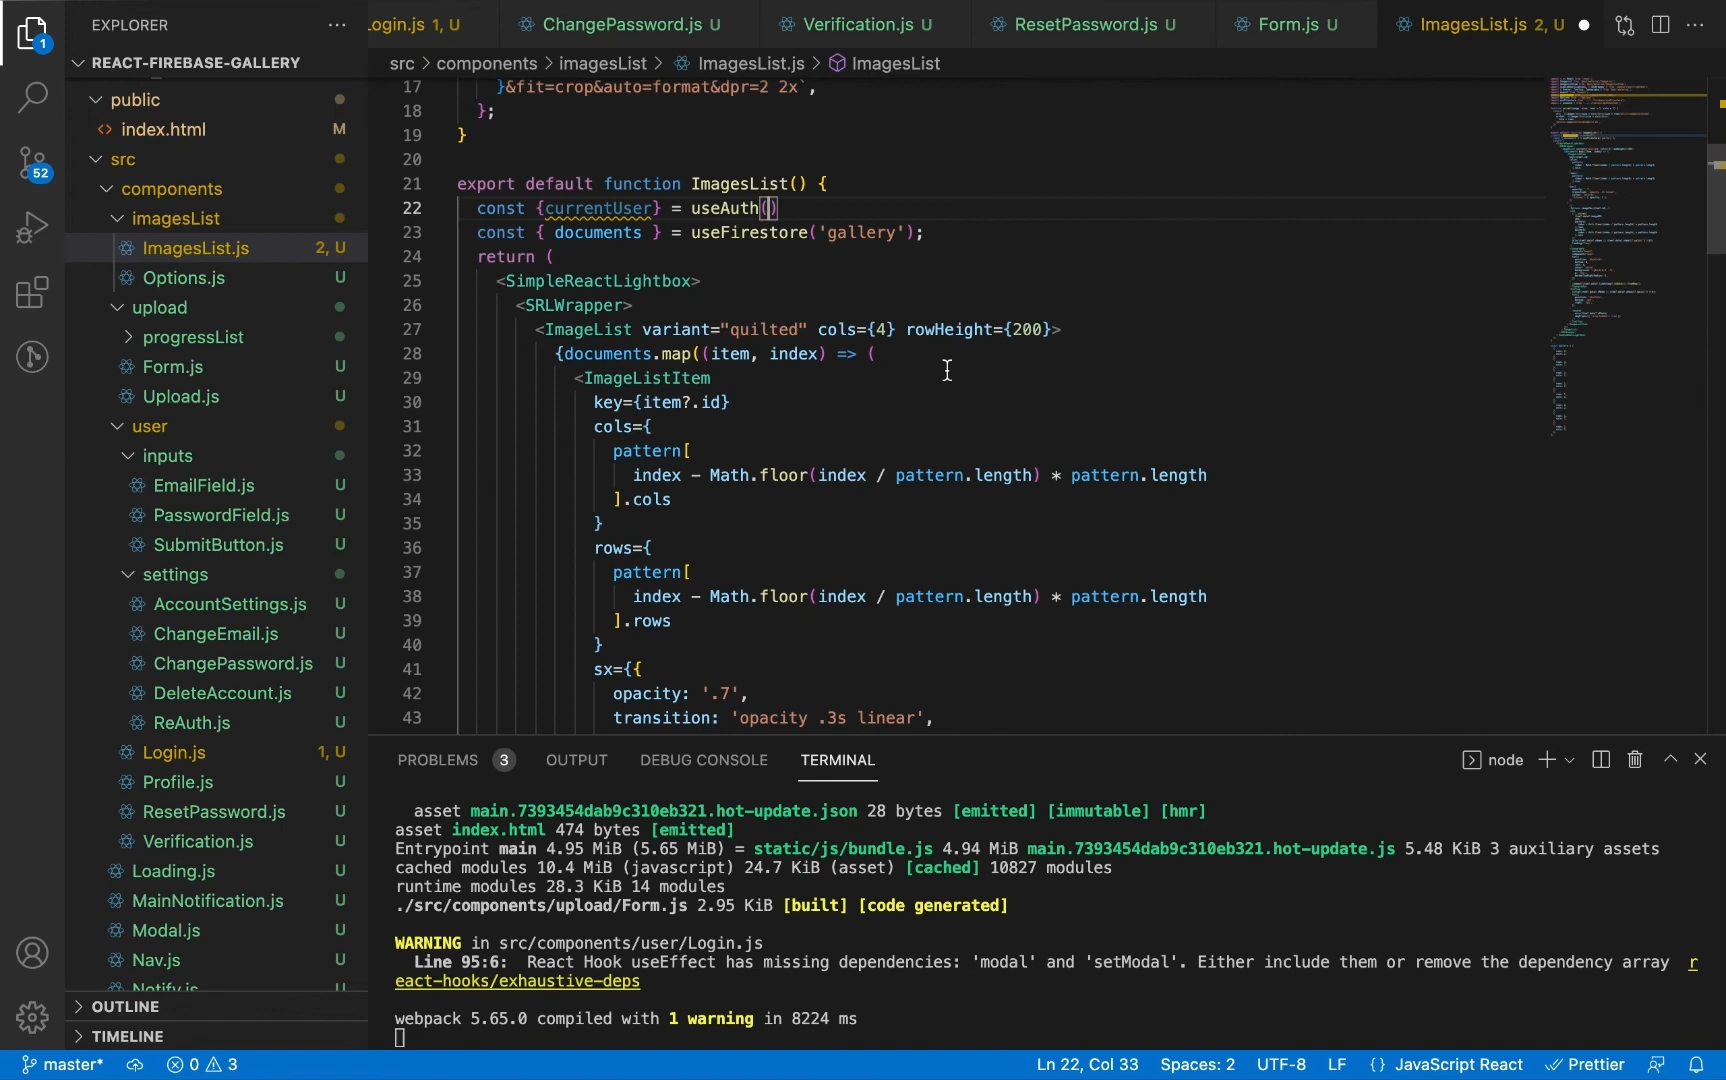 EXPLORER
Login.js 1, U
ChangePassword.js U
Verification.js U
ResetPassword.js U
Form.js U
ImagesList.js 2, U
REACT-FIREBASE-GALLERY
src > components > imagesList > ImagesList.js > ImagesList
public
index.html M
src
components
imagesList
ImagesList.js 2, U
Options.js U
upload
progressList
Form.js U
Upload.js U
user
inputs
EmailField.js U
PasswordField.js U
SubmitButton.js U
settings
AccountSettings.js U
ChangeEmail.js U
ChangePassword.js U
DeleteAccount.js U
ReAuth.js U
Login.js 1, U
Profile.js U
ResetPassword.js U
Verification.js U
Loading.js U
MainNotification.js U
Modal.js U
Nav.js U
Notify.js U
OUTLINE
TIMELINE
1
52
17 }&fit=crop&auto=format&dpr=2 2x`,
18 };
19 }
20
21 export default function ImagesList() {
22 const {currentUser} = useAuth()
23 const { documents } = useFirestore('gallery');
24 return (
25 <SimpleReactLightbox>
26 <SRLWrapper>
27 <ImageList variant="quilted" cols={4} rowHeight={200}>
28 {documents.map((item, index) => (
29 <ImageListItem
30 key={item?.id}
31 cols={
32 pattern[
33 index - Math.floor(index / pattern.length) * pattern.length
34 ].cols
35 }
36 rows={
37 pattern[
38 index - Math.floor(index / pattern.length) * pattern.length
39 ].rows
40 }
41 sx={{
42 opacity: '.7',
43 transition: 'opacity .3s linear',
PROBLEMS 3 OUTPUT DEBUG CONSOLE TERMINAL
node
asset main.7393454dab9c310eb321.hot-update.json 28 bytes [emitted] [immutable] [hmr]
asset index.html 474 bytes [emitted]
Entrypoint main 4.95 MiB (5.65 MiB) = static/js/bundle.js 4.94 MiB main.7393454dab9c310eb321.hot-update.js 5.48 KiB 3 auxiliary assets
cached modules 10.4 MiB (javascript) 24.7 KiB (asset) [cached] 10827 modules
runtime modules 28.3 KiB 14 modules
./src/components/upload/Form.js 2.95 KiB [built] [code generated]
WARNING in src/components/user/Login.js
Line 95:6: React Hook useEffect has missing dependencies: 'modal' and 'setModal'. Either include them or remove the dependency array r
eact-hooks/exhaustive-deps
webpack 5.65.0 compiled with 1 warning in 8224 ms
master* 0 3 Ln 22, Col 33 Spaces: 2 UTF-8 LF {} JavaScript React Prettier